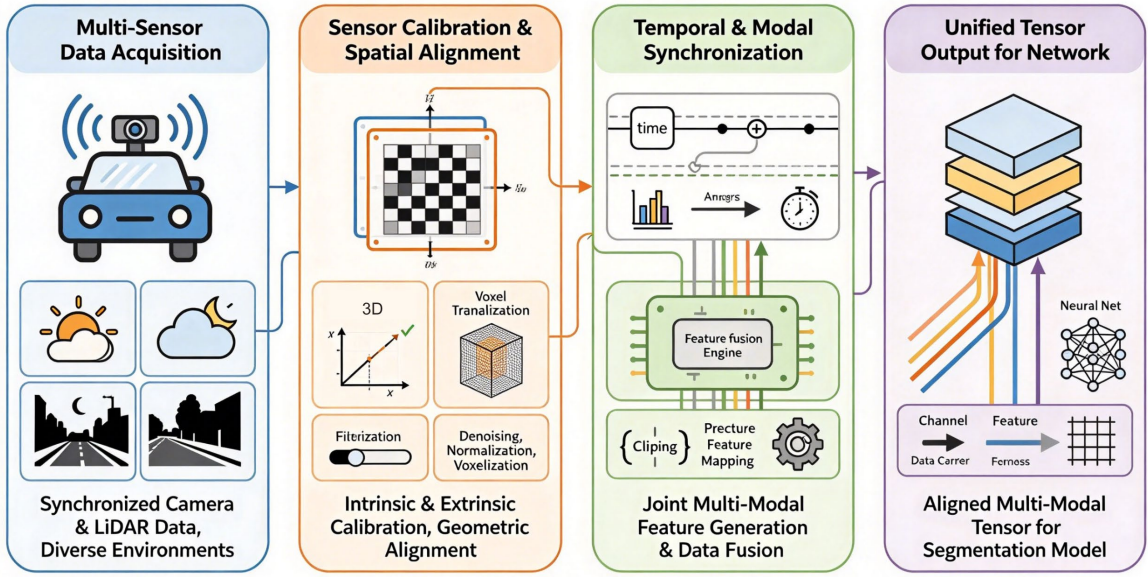 Multi-Sensor
Data Acquisition
Synchronized Camera
& LiDAR Data,
Diverse Environments
Sensor Calibration &
Spatial Alignment
3D
x
x
Voxel
Tranalization
Filterization
Denoising,
Normalization,
Voxelization
Intrinsic & Extrinsic
Calibration, Geometric
Alignment
Temporal & Modal
Synchronization
time
Feature fusion
Engine
{Cliping}
Precture
Feature
Mapping
Joint Multi-Modal
Feature Generation
& Data Fusion
Unified Tensor
Output for Network
Neural Net
Channel
Feature
Data Carrer
Fernoss
Aligned Multi-Modal
Tensor for
Segmentation Model